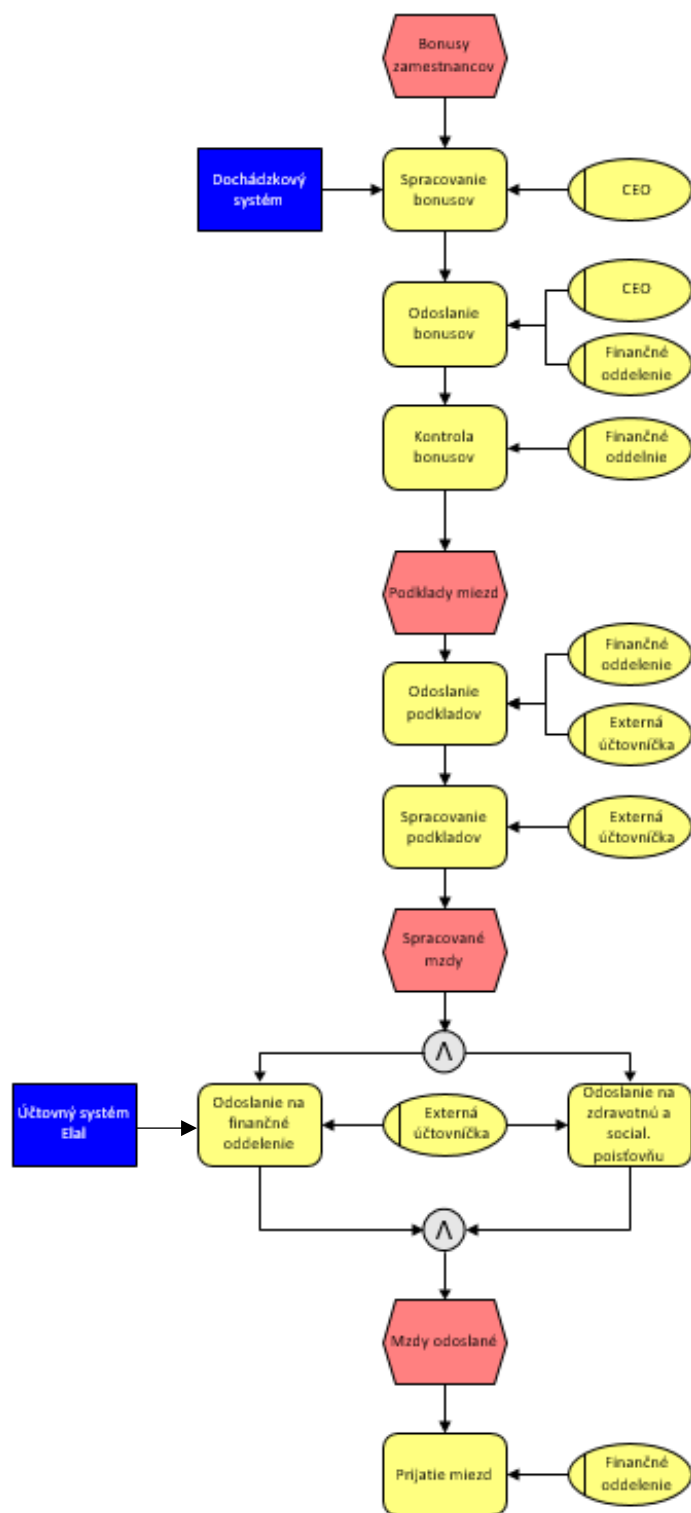 Bonusy
zamestnancov
Dochádzkový
systém
Spracovanie
bonusov
CEO
Odoslanie
bonusov
CEO
Finančné
oddelenie
Kontrola
bonusov
Finančné
oddelnie
Podklady miezd
Odoslanie
podkladov
Finančné
oddelenie
Externá
účtovníčka
Spracovanie
podkladov
Externá
účtovníčka
Spracované
mzdy
Λ
Účtovný systém
Elal
Odoslanie na
finančné
oddelenie
Externá
účtovníčka
Odoslanie na
zdravotnú a
social.
poisťovňu
Λ
Mzdy odoslané
Prijatie miezd
Finančné
oddelenie